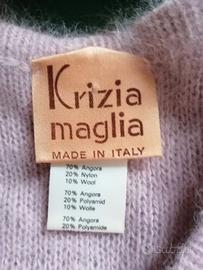 Krizia
maglia
MADE IN ITALY
70% Angora
20% Nylon
10% Wool
70% Angora
20% Polyamid
10% Wolle
70% Angora
20% Polyamide